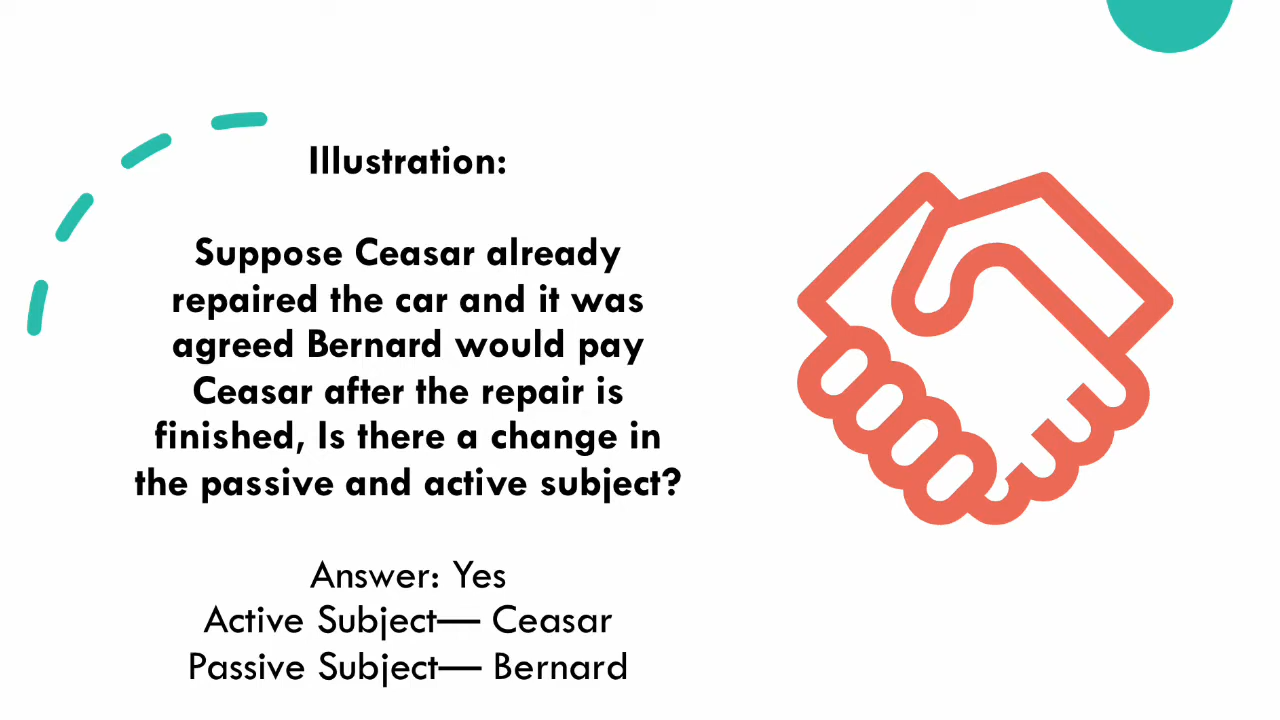 Illustration:
Suppose Ceasar already
repaired the car and it was
agreed Bernard would pay
Ceasar after the repair is
finished, Is there a change in
the passive and active subject?
Answer: Yes
Active Subject— Ceasar
Passive Subject— Bernard